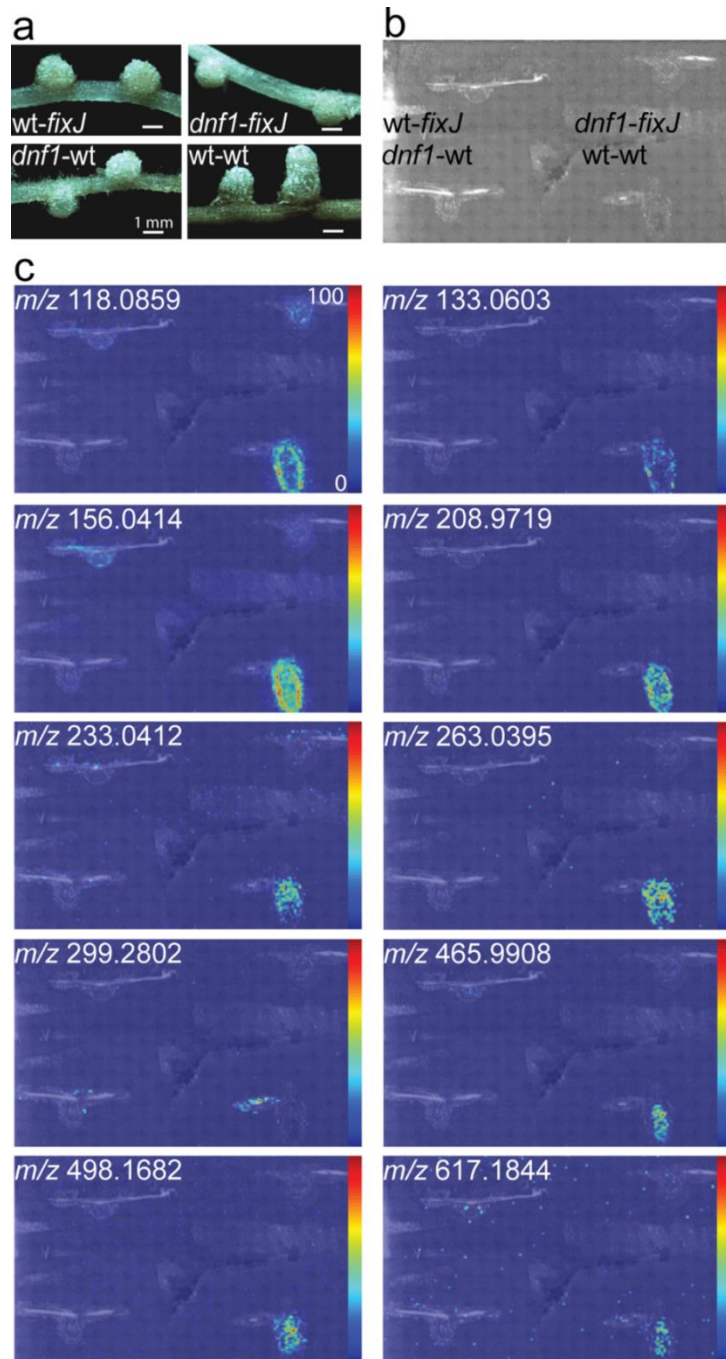 a
wt-fixJ
dnf1-fixJ
dnf1-wt
1 mm
wt-wt
b
wt-fixJ
dnf1-fixJ
dnf1-wt
wt-wt
c
m/z 118.0859
100
0
m/z 133.0603
m/z 156.0414
m/z 208.9719
m/z 233.0412
m/z 263.0395
m/z 299.2802
m/z 465.9908
m/z 498.1682
m/z 617.1844